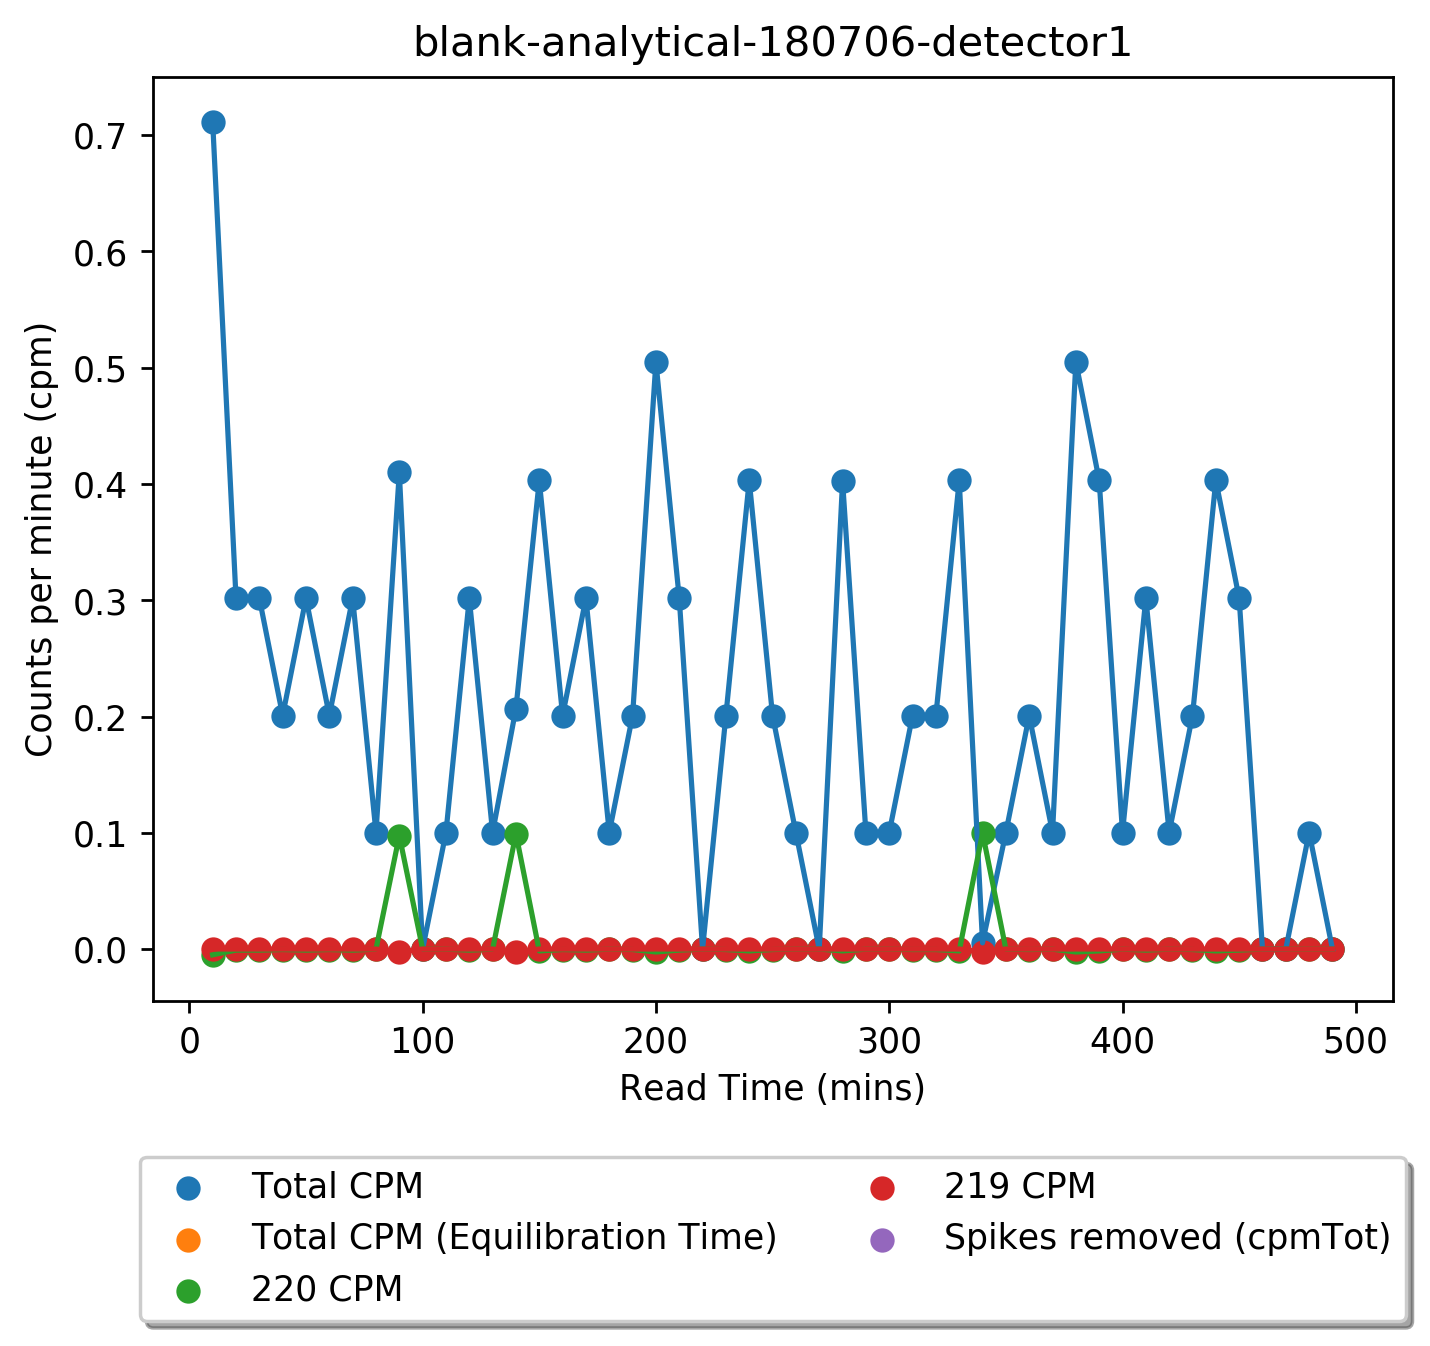 blank-analytical-180706-detector1
Counts per minute (cpm)
0.7
0.6
0.5
0.4
0.3
0.2
0.1
0.0
0 100 200 300 400 500
Read Time (mins)
Total CPM
Total CPM (Equilibration Time)
220 CPM
219 CPM
Spikes removed (cpmTot)